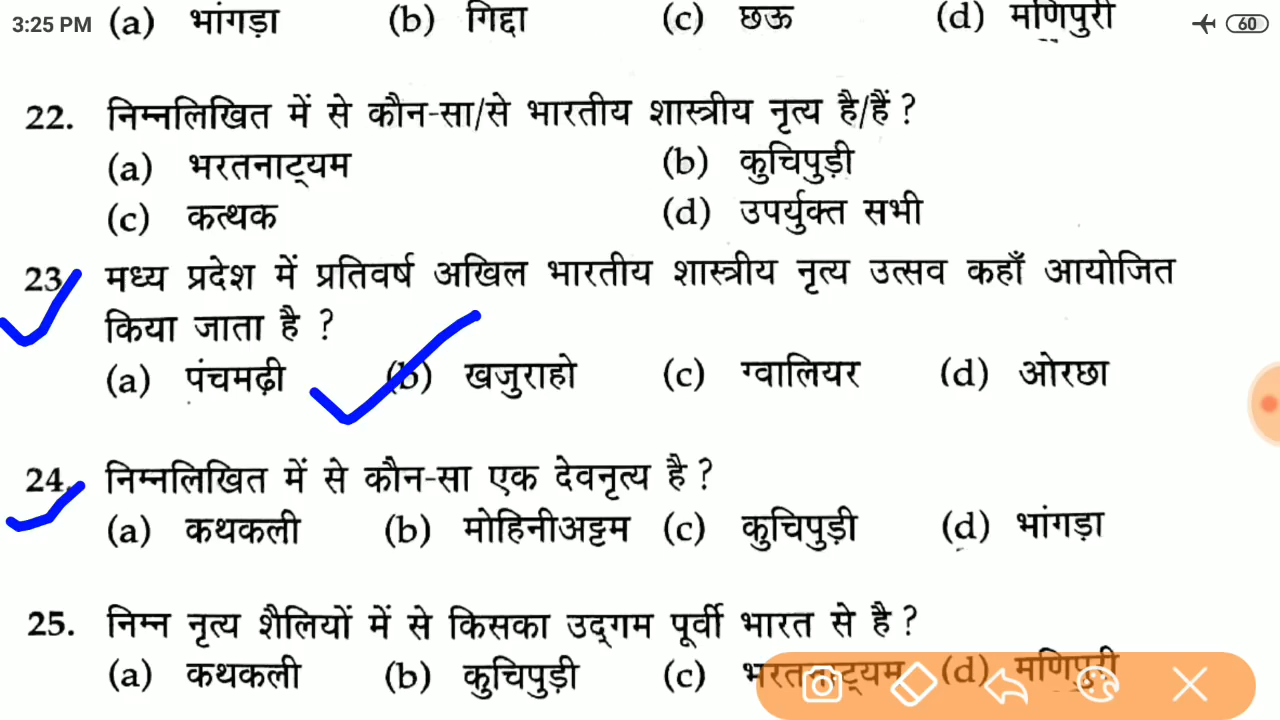 3:25 PM (a) भांगड़ा (b) गिद्दा (c) छऊ (d) मणिपुरी 60
22. निम्नलिखित में से कौन-सा/से भारतीय शास्त्रीय नृत्य है/हैं ?
(a) भरतनाट्यम (b) कुचिपुड़ी
(c) कत्थक (d) उपर्युक्त सभी
23. मध्य प्रदेश में प्रतिवर्ष अखिल भारतीय शास्त्रीय नृत्य उत्सव कहाँ आयोजित
किया जाता है ?
(a) पंचमढ़ी (b) खजुराहो (c) ग्वालियर (d) ओरछा
24. निम्नलिखित में से कौन-सा एक देवनृत्य है ?
(a) कथकली (b) मोहिनीअट्टम (c) कुचिपुड़ी (d) भांगड़ा
25. निम्न नृत्य शैलियों में से किसका उद्गम पूर्वी भारत से है ?
(a) कथकली (b) कुचिपुड़ी (c) भरतनाट्यम (d) मणिपुरी